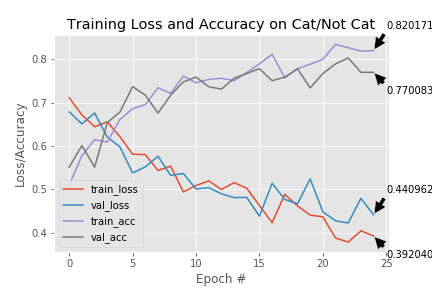 Training Loss and Accuracy on Cat/Not Cat
0.820171
0.8
0.770083
0.7
Loss/Accuracy
0.6
0.5
0.440962
train_loss
val_loss
train_acc
val_acc
0.4
0.392040
0 5 10 15 20 25
Epoch #